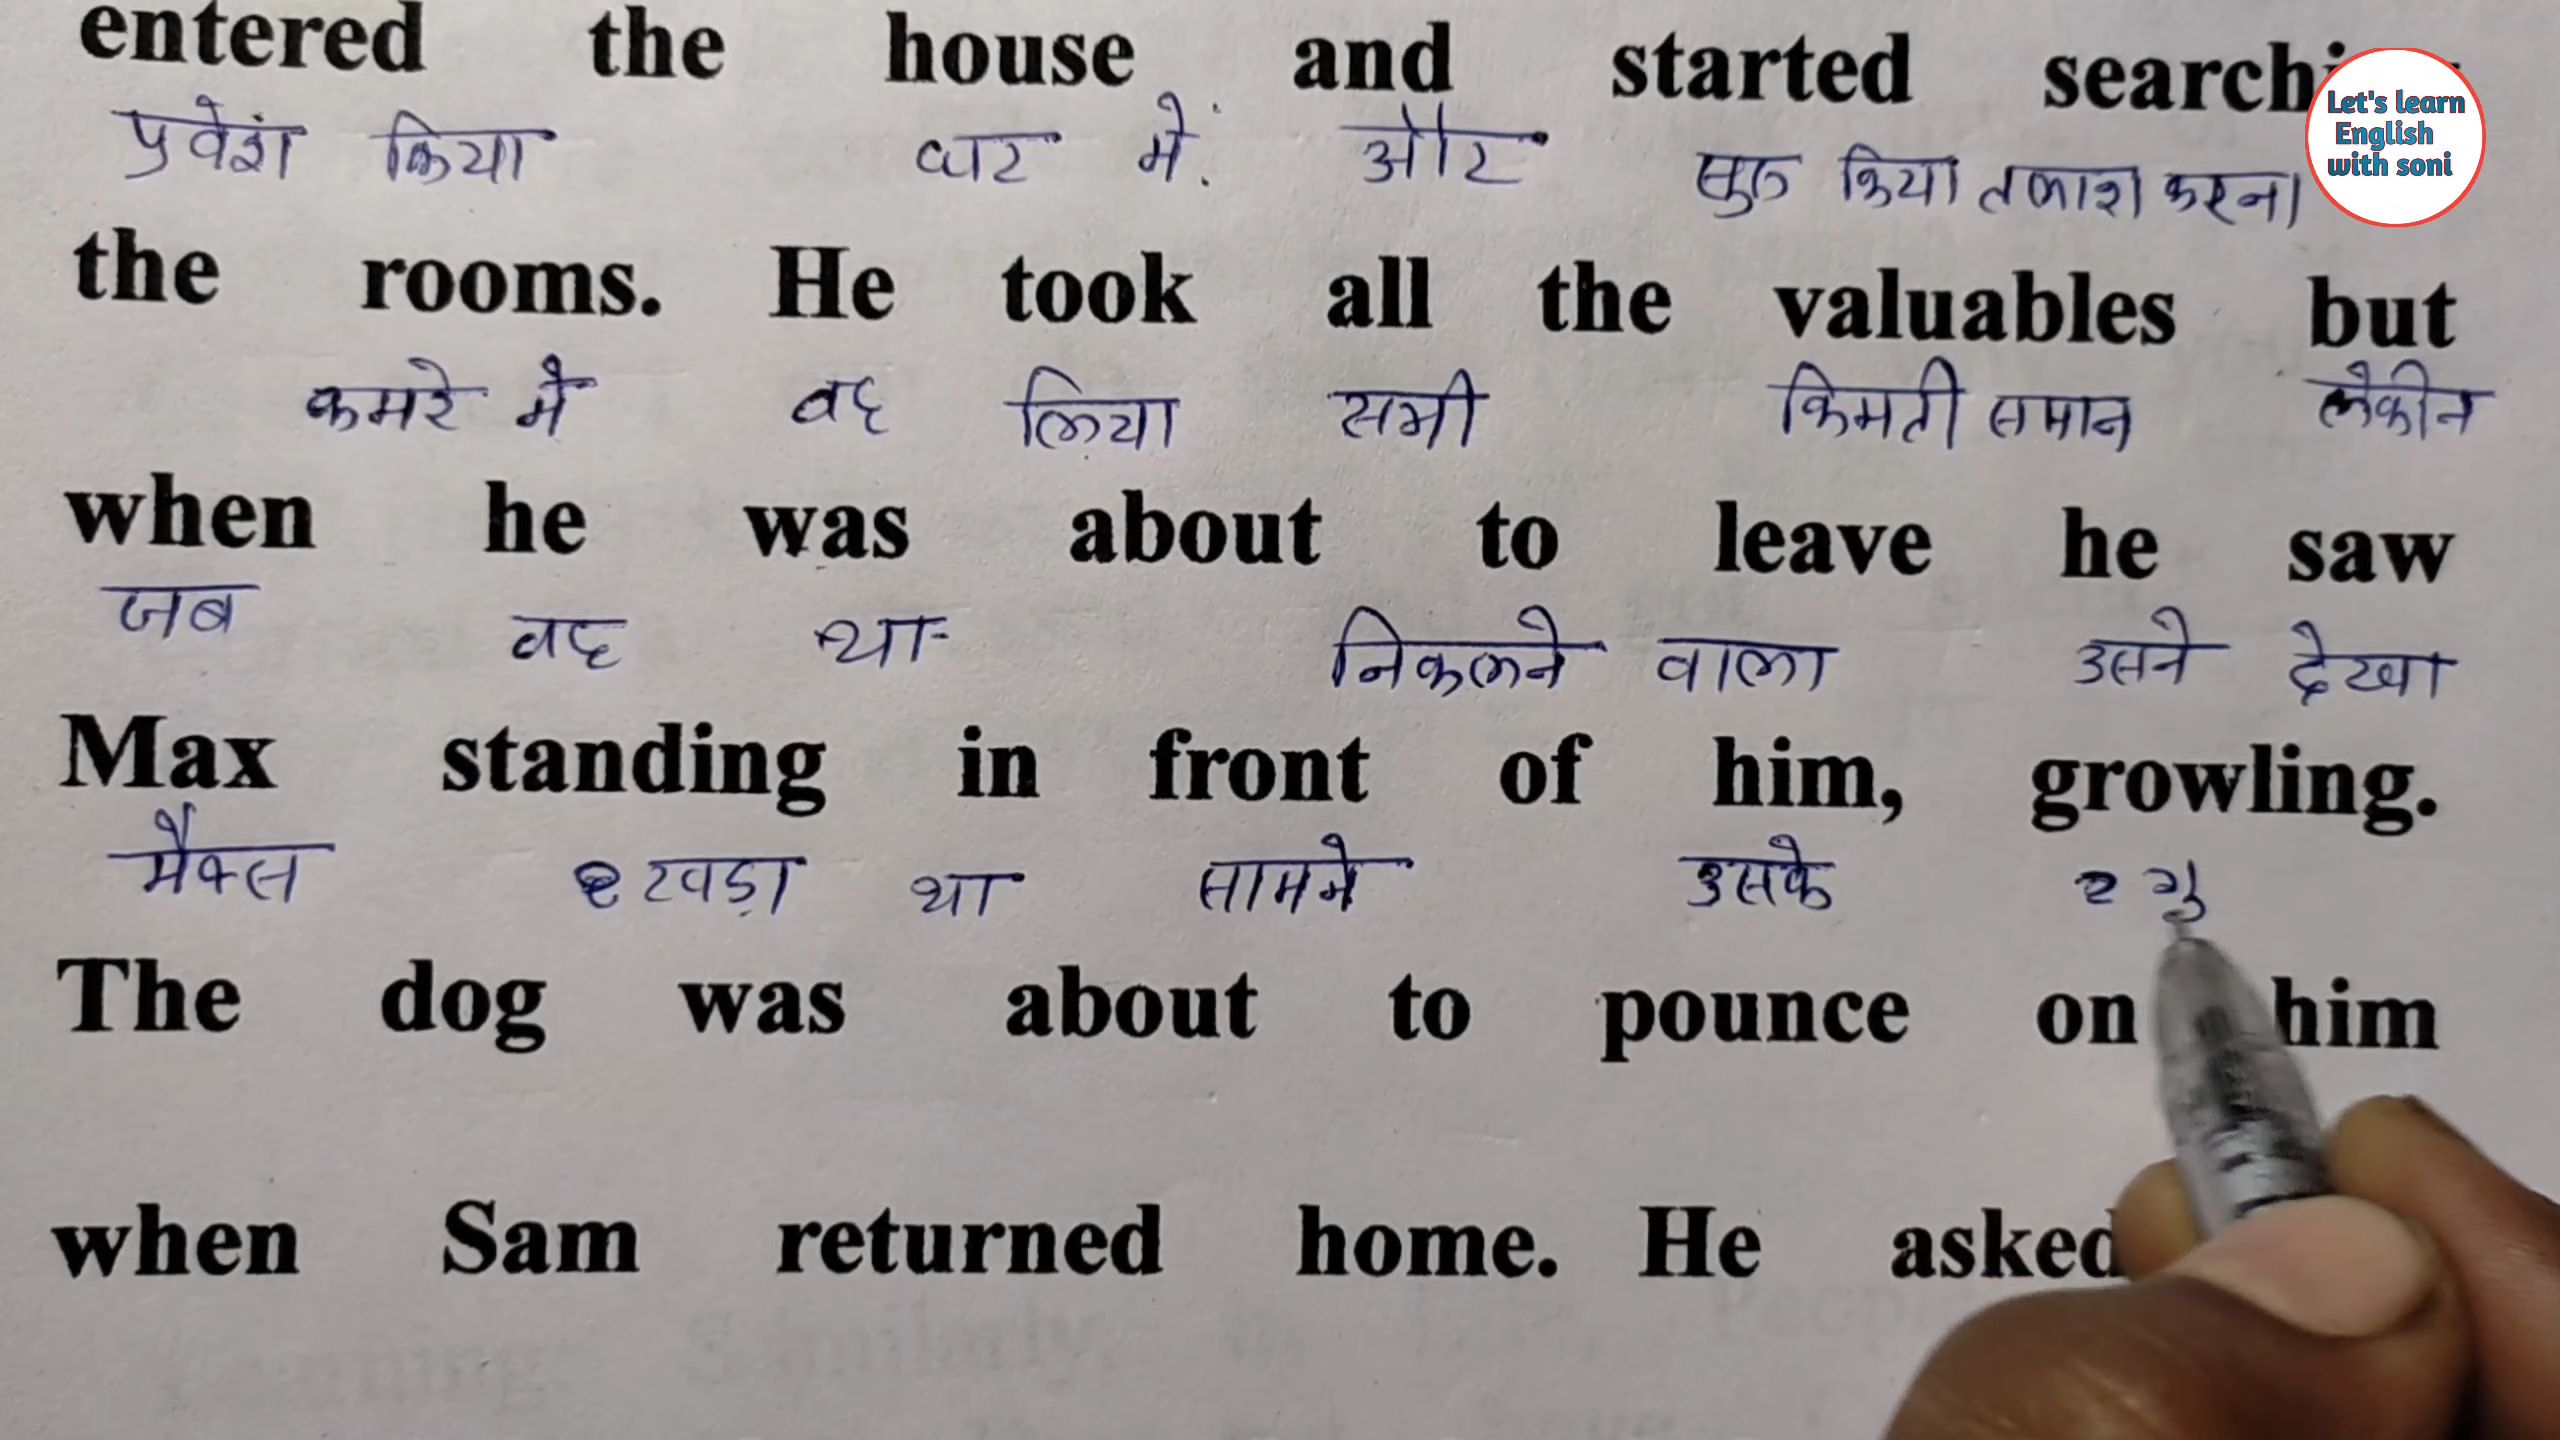 entered the house and started searchi
प्रवेश किया घर में और सुरु किया तलाश करना
Let's learn
English
with soni
the rooms. He took all the valuables but
कमरे मे वह लिया सभी किमती समान लेकीन
when he was about to leave he saw
जब वह था निकलने वाला उसने देखा
Max standing in front of him, growling.
मैक्स खड़ा था सामने उसके गु
The dog was about to pounce on him
when Sam returned home. He asked